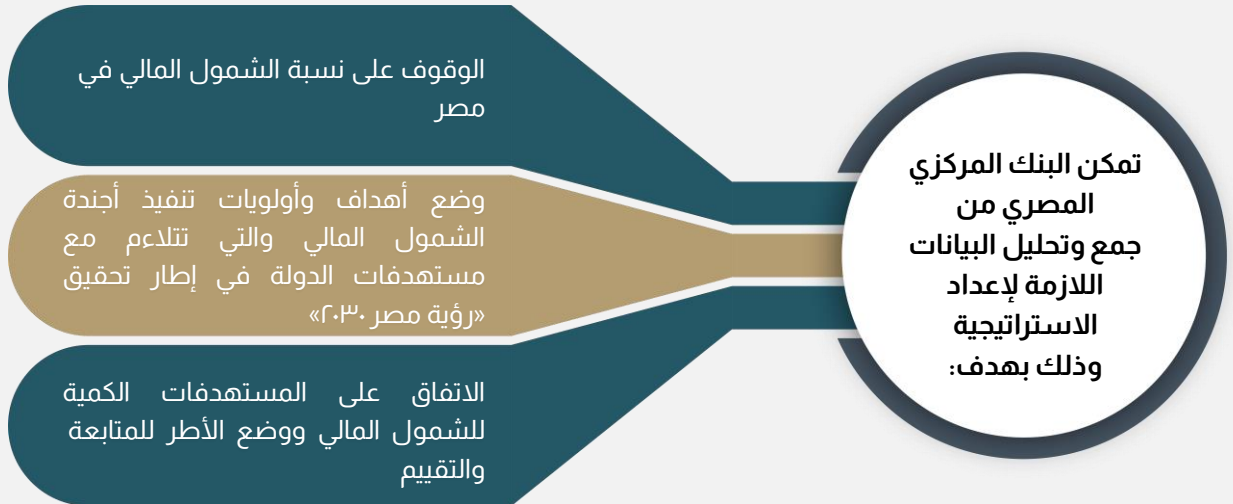 تمكن البنك المركزي
المصري من
جمع وتحليل البيانات
اللازمة لإعداد
الاستراتيجية
وذلك بهدف:
الوقوف على نسبة الشمول المالي في
مصر
وضع أهداف وأولويات تنفيذ أجندة
الشمول المالي والتي تتلاءم مع
مستهدفات الدولة في إطار تحقيق
«رؤية مصر ٢٠٣٠»
الاتفاق على المستهدفات الكمية
للشمول المالي ووضع الأطر للمتابعة
والتقييم